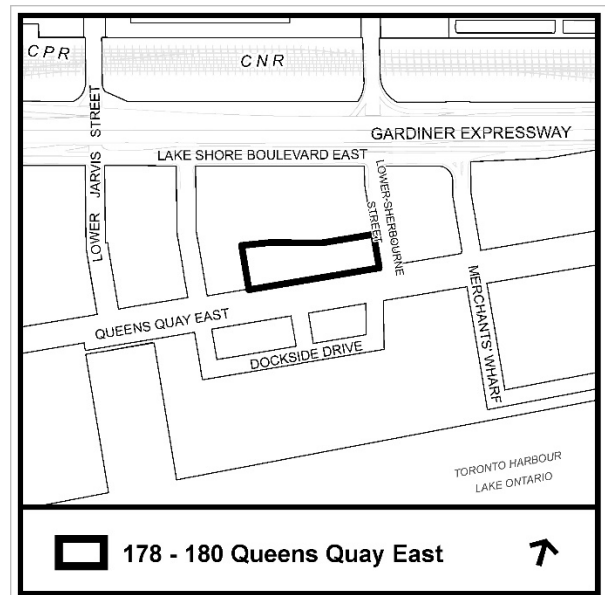 CPR
CNR
LOWER JARVIS STREET
GARDINER EXPRESSWAY
LAKE SHORE BOULEVARD EAST
LOWER-SHERBOURNE
STREET
QUEENS QUAY EAST
MERCHANTS' WHARF
DOCKSIDE DRIVE
TORONTO HARBOUR
LAKE ONTARIO
178 - 180 Queens Quay East